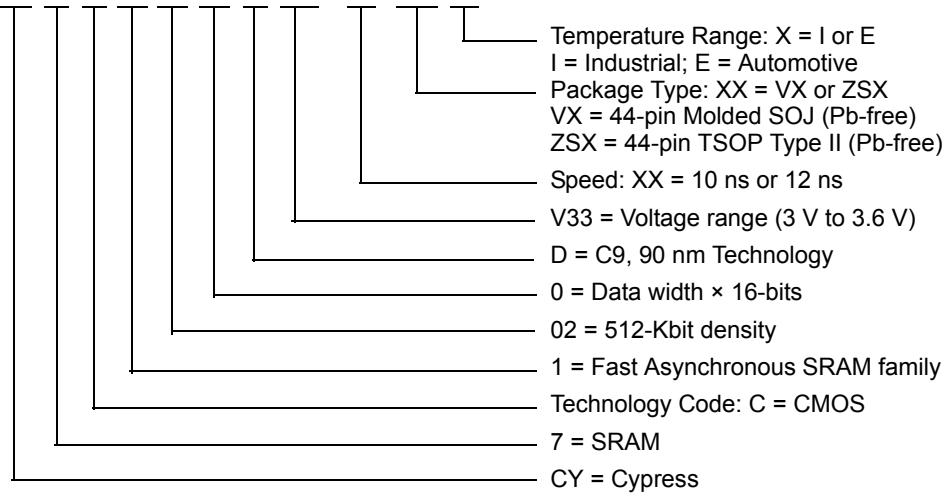 Temperature Range: X = I or E
I = Industrial; E = Automotive
Package Type: XX = VX or ZSX
VX = 44-pin Molded SOJ (Pb-free)
ZSX = 44-pin TSOP Type II (Pb-free)
Speed: XX = 10 ns or 12 ns
V33 = Voltage range (3 V to 3.6 V)
D = C9, 90 nm Technology
0 = Data width × 16-bits
02 = 512-Kbit density
1 = Fast Asynchronous SRAM family
Technology Code: C = CMOS
7 = SRAM
CY = Cypress